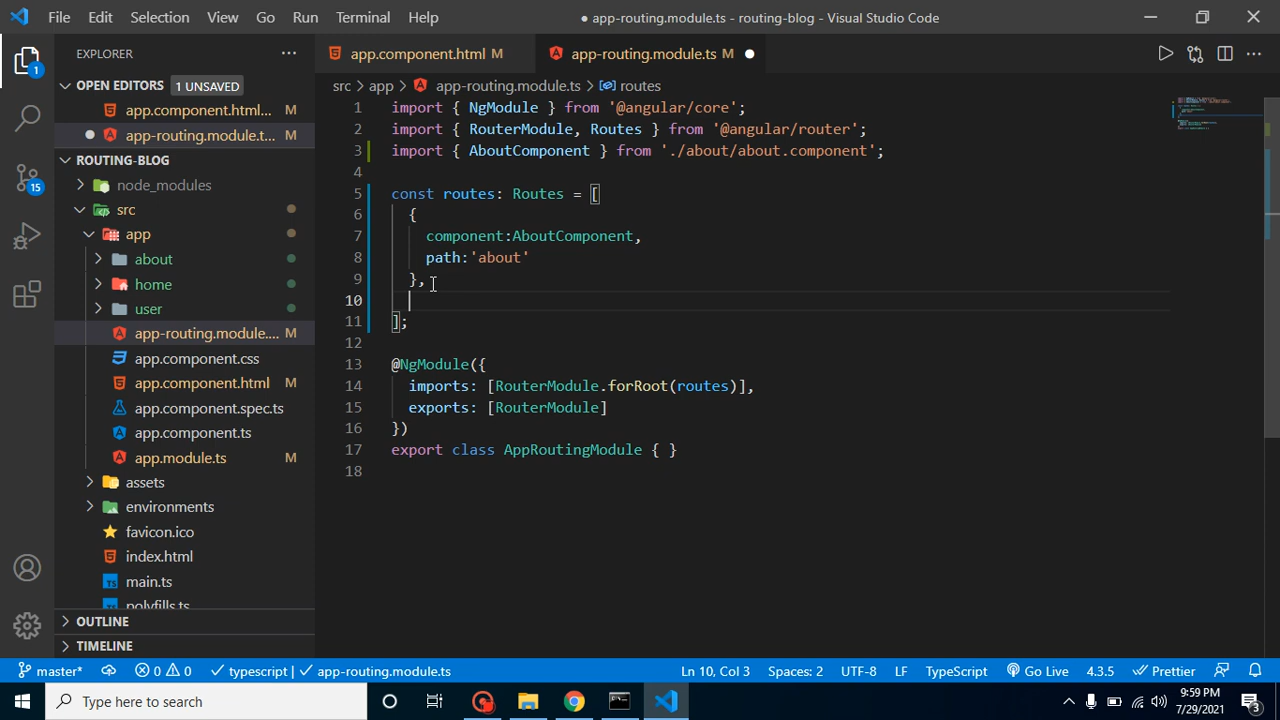 File Edit Selection View Go Run Terminal Help
● app-routing.module.ts - routing-blog - Visual Studio Code
EXPLORER
OPEN EDITORS 1 UNSAVED
app.component.html... M
app-routing.module.t... M
ROUTING-BLOG
node_modules
src
app
about
home
user
app-routing.module.... M
app.component.css
app.component.html M
app.component.spec.ts
app.component.ts
app.module.ts M
assets
environments
favicon.ico
index.html
main.ts
polyfills.ts
OUTLINE
TIMELINE
1
15
app.component.html M
app-routing.module.ts M
src > app > app-routing.module.ts > routes
1 import { NgModule } from '@angular/core';
2 import { RouterModule, Routes } from '@angular/router';
3 import { AboutComponent } from './about/about.component';
4
5 const routes: Routes = [
6 {
7 component:AboutComponent,
8 path:'about'
9 },
10
11 ];
12
13 @NgModule({
14 imports: [RouterModule.forRoot(routes)],
15 exports: [RouterModule]
16 })
17 export class AppRoutingModule { }
18
master* 0 0 typescript | app-routing.module.ts Ln 10, Col 3 Spaces: 2 UTF-8 LF TypeScript Go Live 4.3.5 Prettier
Type here to search
9:59 PM
7/29/2021
3